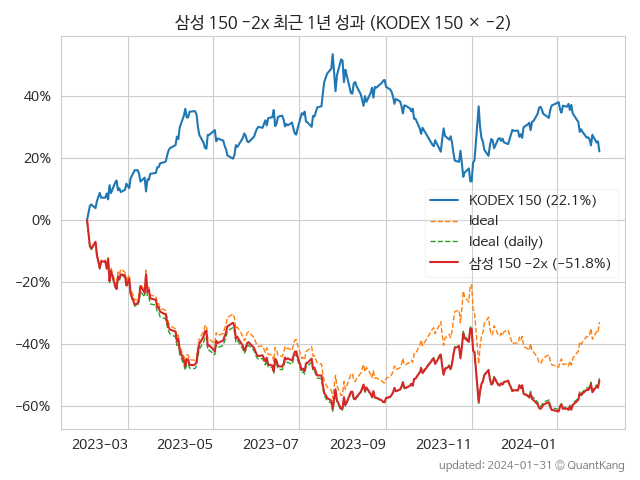 삼성 150 −2x 최근 1년 성과 (KODEX 150 × −2)
40%
20%
0%
−20%
−40%
−60%
KODEX 150 (22.1%)
Ideal
Ideal (daily)
삼성 150 −2x (−51.8%)
2023-03
2023-05
2023-07
2023-09
2023-11
2024-01
updated: 2024-01-31 © QuantKang